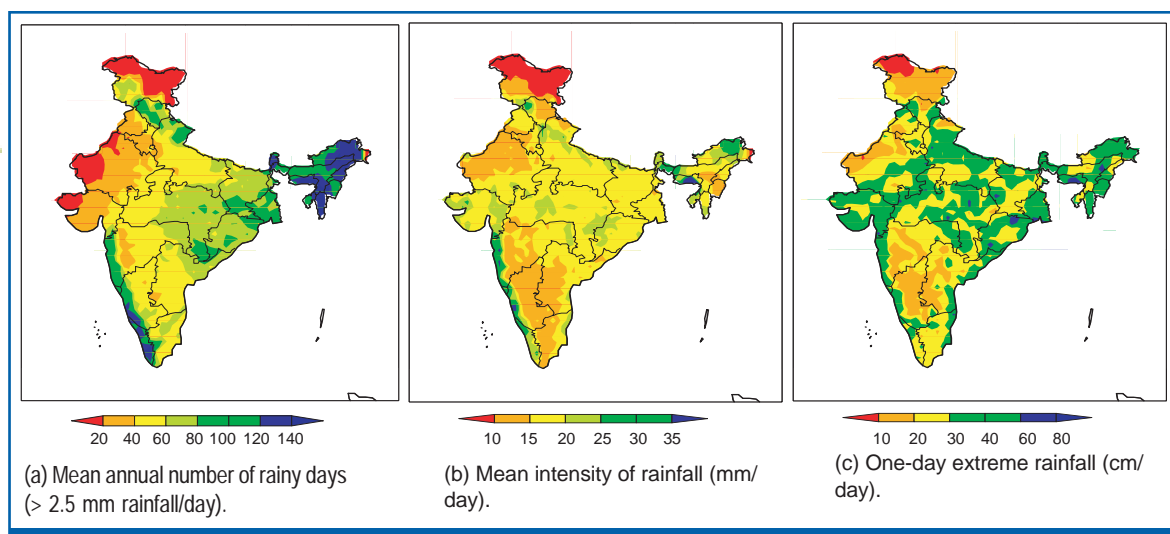 20 40 60 80 100 120 140
(a) Mean annual number of rainy days
(> 2.5 mm rainfall/day).
10 15 20 25 30 35
(b) Mean intensity of rainfall (mm/
day).
10 20 30 40 60 80
(c) One-day extreme rainfall (cm/
day).